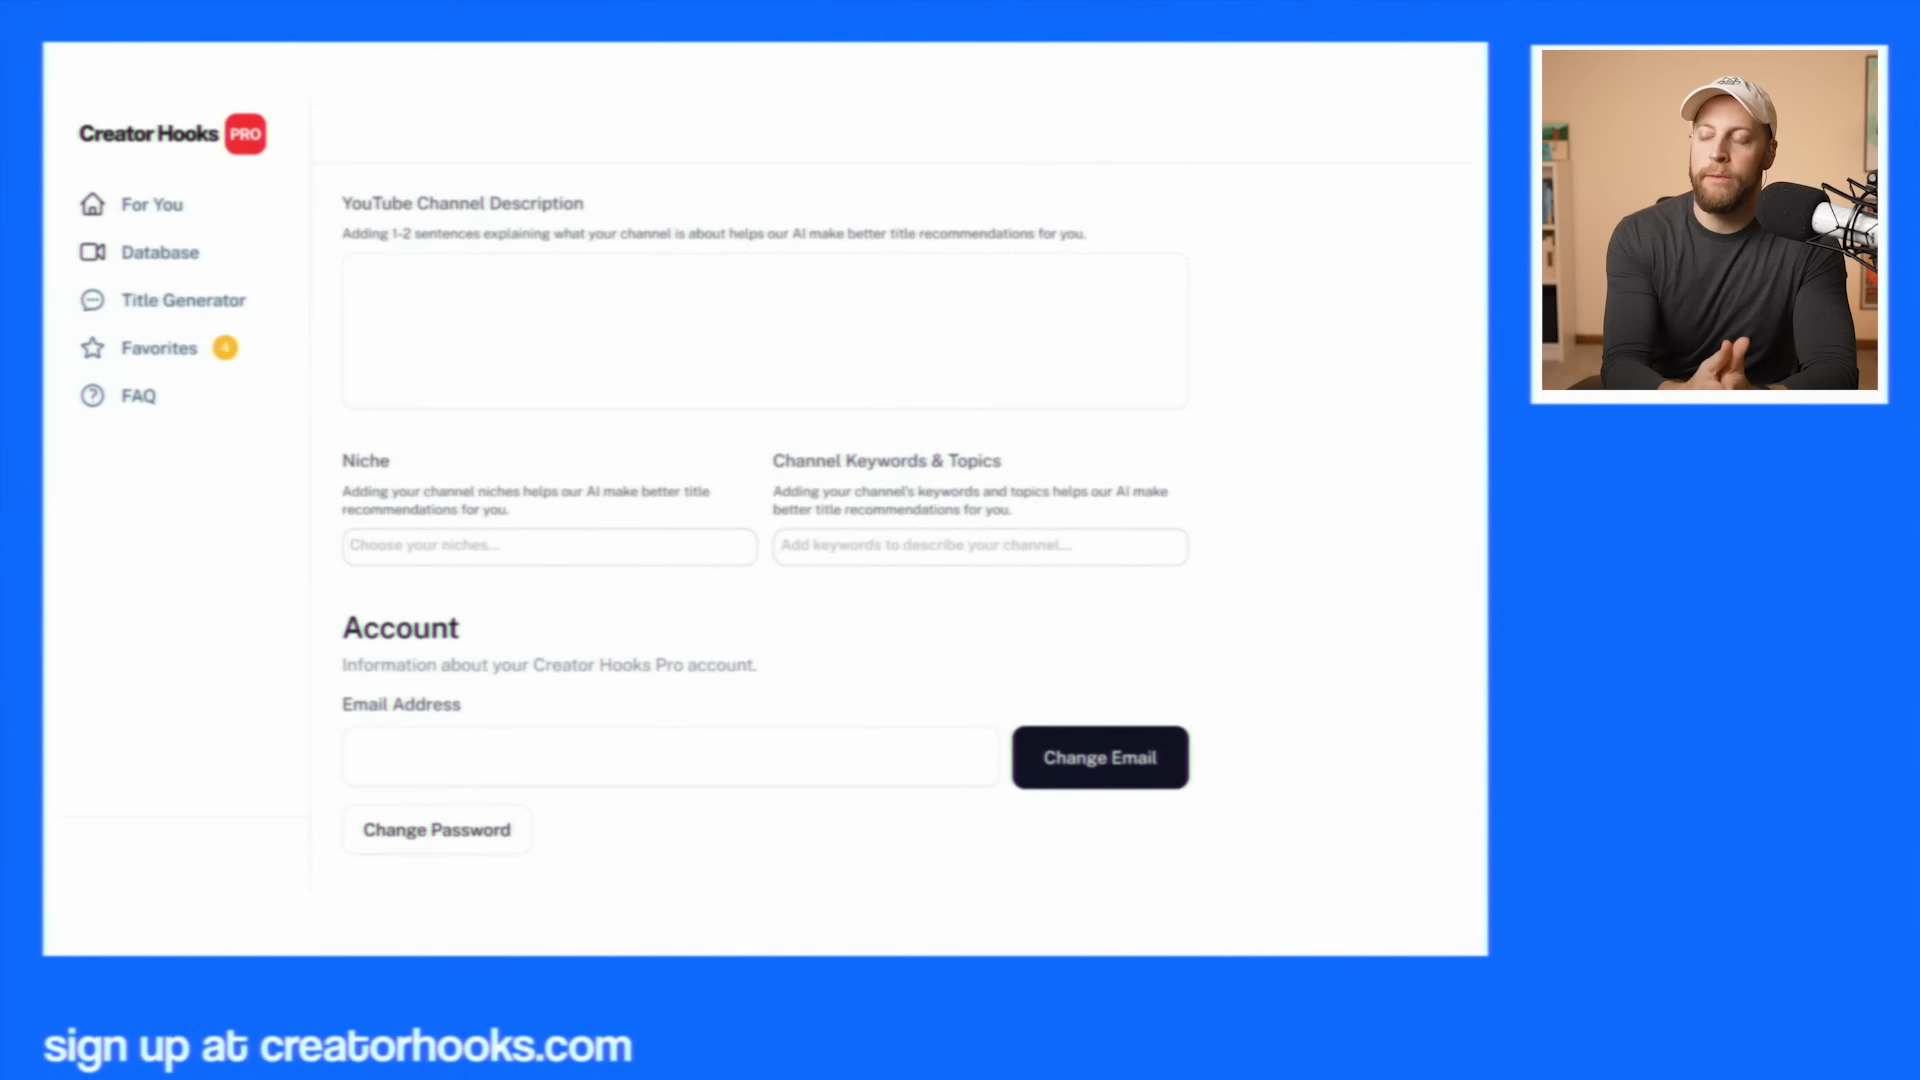 Creator Hooks PRO
For You
Database
Title Generator
Favorites 4
FAQ
YouTube Channel Description
Adding 1-2 sentences explaining what your channel is about helps our AI make better title recommendations for you.
Niche
Adding your channel niches helps our AI make better title
recommendations for you.
Choose your niches...
Channel Keywords & Topics
Adding your channel's keywords and topics helps our AI make
better title recommendations for you.
Add keywords to describe your channel...
Account
Information about your Creator Hooks Pro account.
Email Address
Change Email
Change Password
sign up at creatorhooks.com